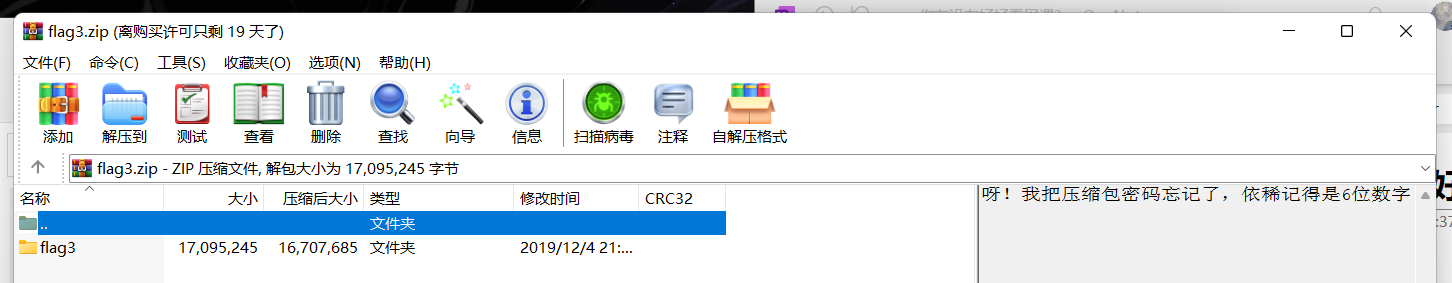 flag3.zip (离购买许可只剩 19 天了)
文件(F) 命令(C) 工具(S) 收藏夹(O) 选项(N) 帮助(H)
添加 解压到 测试 查看 删除 查找 向导 信息 扫描病毒 注释 自解压格式
flag3.zip - ZIP 压缩文件, 解包大小为 17,095,245 字节
名称 大小 压缩后大小 类型 修改时间 CRC32
.. 文件夹
flag3 17,095,245 16,707,685 文件夹 2019/12/4 21:...
呀！我把压缩包密码忘记了，依稀记得是6位数字